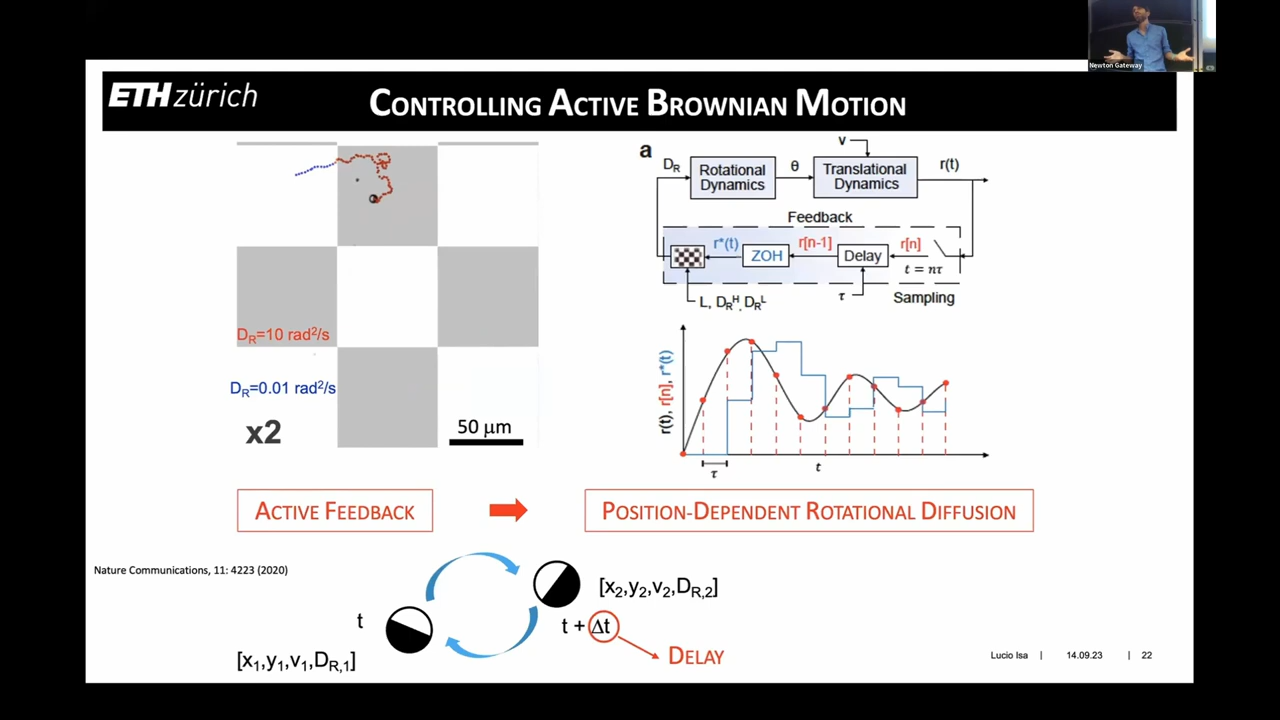 Newton Gateway
ETH zürich
CONTROLLING ACTIVE BROWNIAN MOTION
D_R=10 rad²/s
D_R=0.01 rad²/s
x2
50 μm
a
v
D_R
Rotational
Dynamics
θ
Translational
Dynamics
r(t)
Feedback
r*(t)
ZOH
r[n-1]
Delay
r[n]
t = nτ
τ
L, D_R^H, D_R^L
Sampling
r(t), r[n], r*(t)
τ
t
ACTIVE FEEDBACK
POSITION-DEPENDENT ROTATIONAL DIFFUSION
Nature Communications, 11: 4223 (2020)
[x₂,y₂,v₂,D_R,2]
t
t + Δt
[x₁,y₁,v₁,D_R,1]
DELAY
Lucio Isa | 14.09.23 | 22